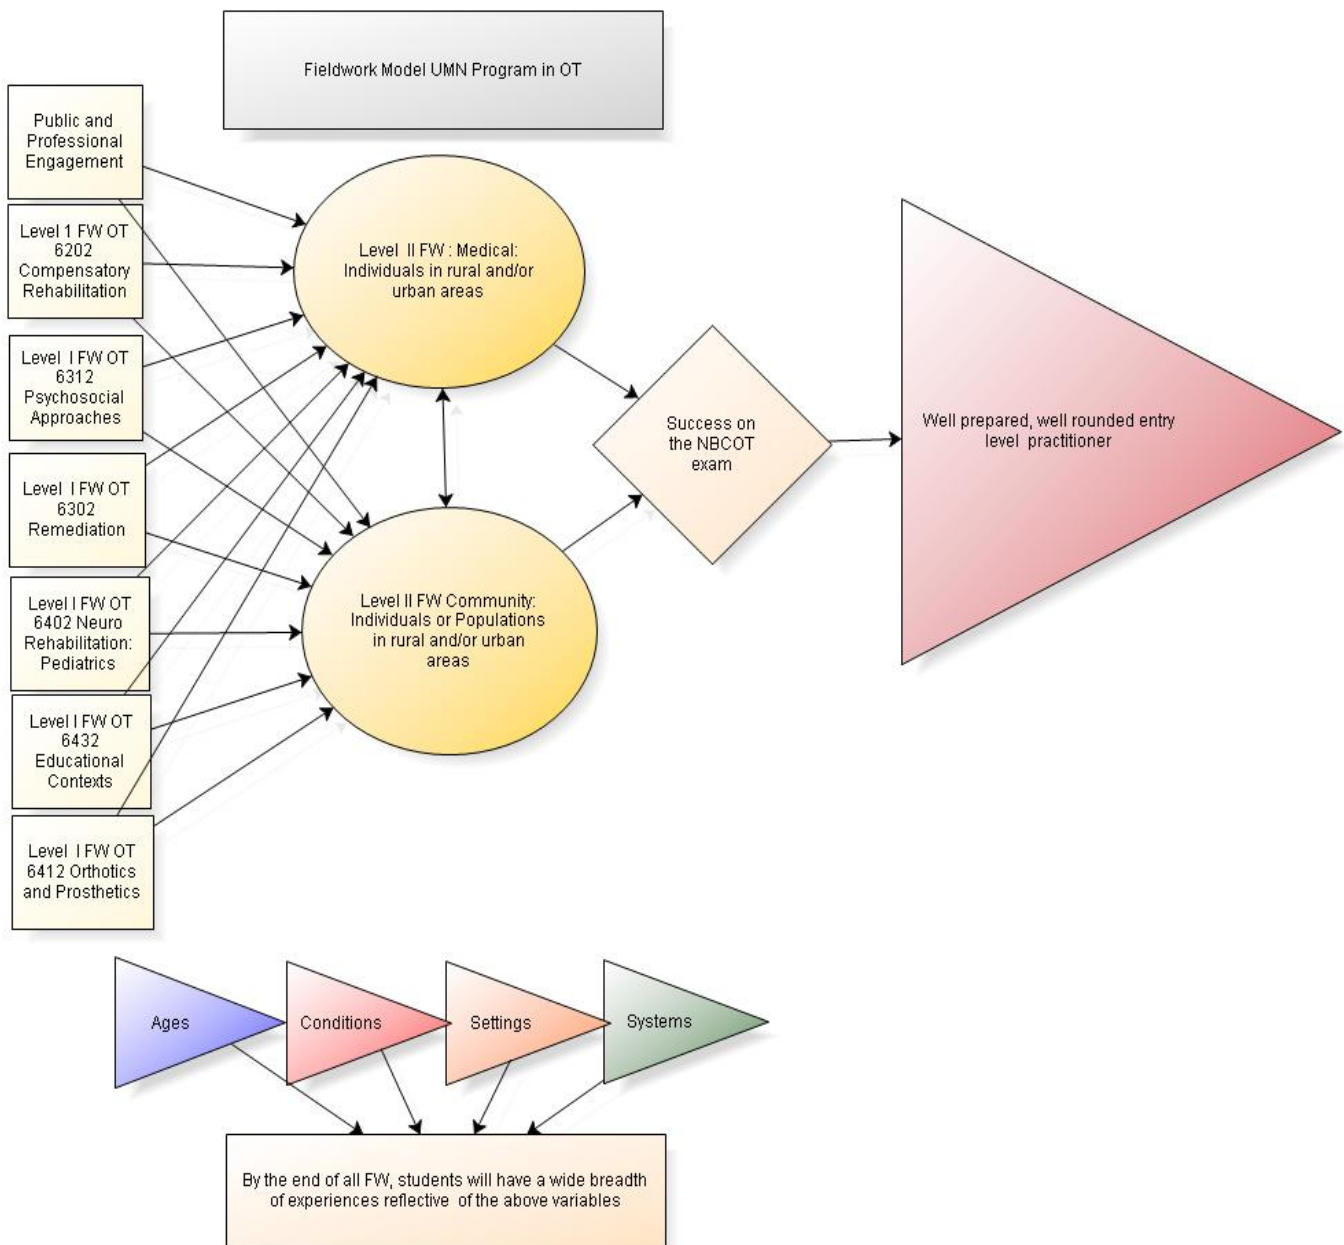 Fieldwork Model UMN Program in OT
Public and
Professional
Engagement
Level 1 FW OT
6202
Compensatory
Rehabilitation
Level I FW OT
6312
Psychosocial
Approaches
Level I FW OT
6302
Remediation
Level I FW OT
6402 Neuro
Rehabilitation:
Pediatrics
Level I FW OT
6432
Educational
Contexts
Level I FW OT
6412 Orthotics
and Prosthetics
Level II FW : Medical:
Individuals in rural and/or
urban areas
Level II FW Community:
Individuals or Populations
in rural and/or urban
areas
Success on
the NBCOT
exam
Well prepared, well rounded entry
level practitioner
Ages
Conditions
Settings
Systems
By the end of all FW, students will have a wide breadth
of experiences reflective of the above variables